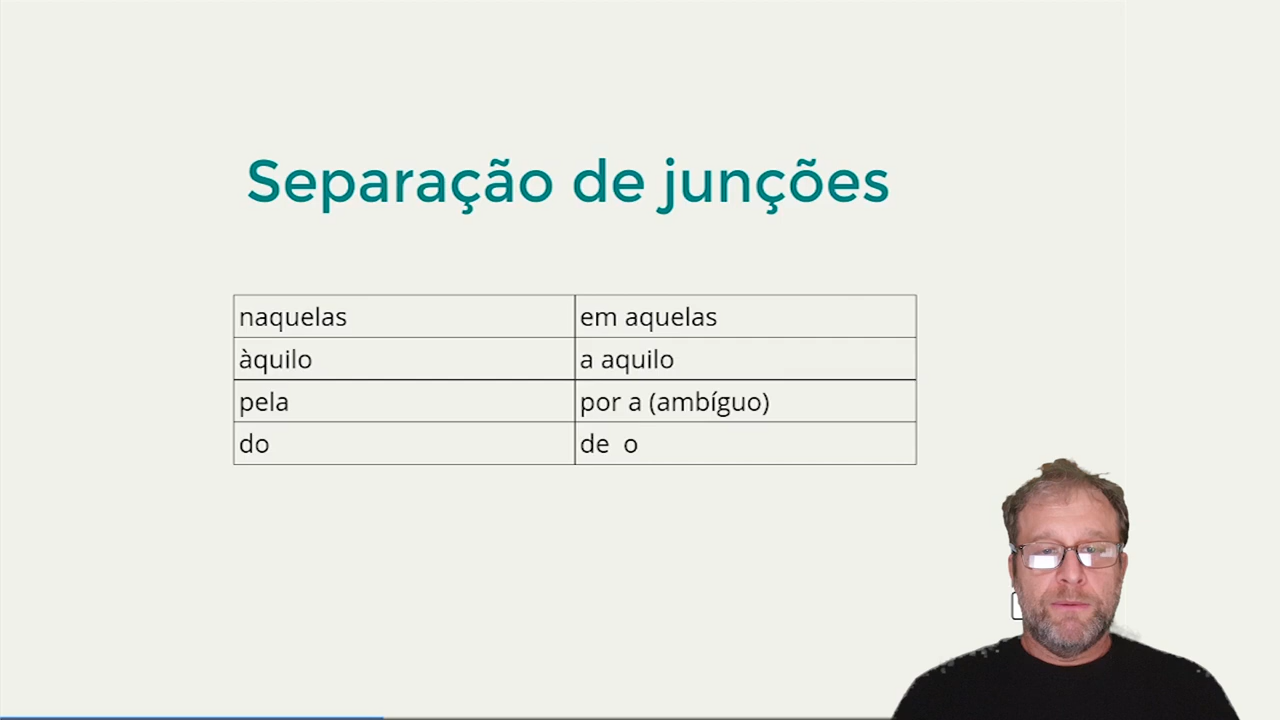 Separação de junções
naquelas em aquelas
àquilo a aquilo
pela por a (ambíguo)
do de o